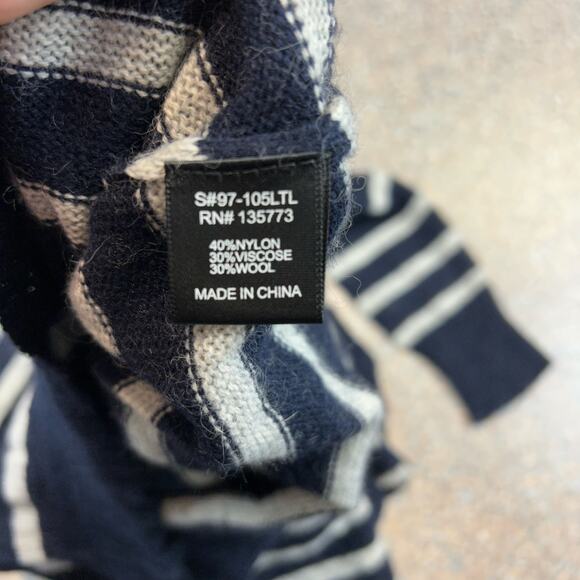 S#97-105LTL
RN# 135773
40%NYLON
30%VISCOSE
30%WOOL
MADE IN CHINA